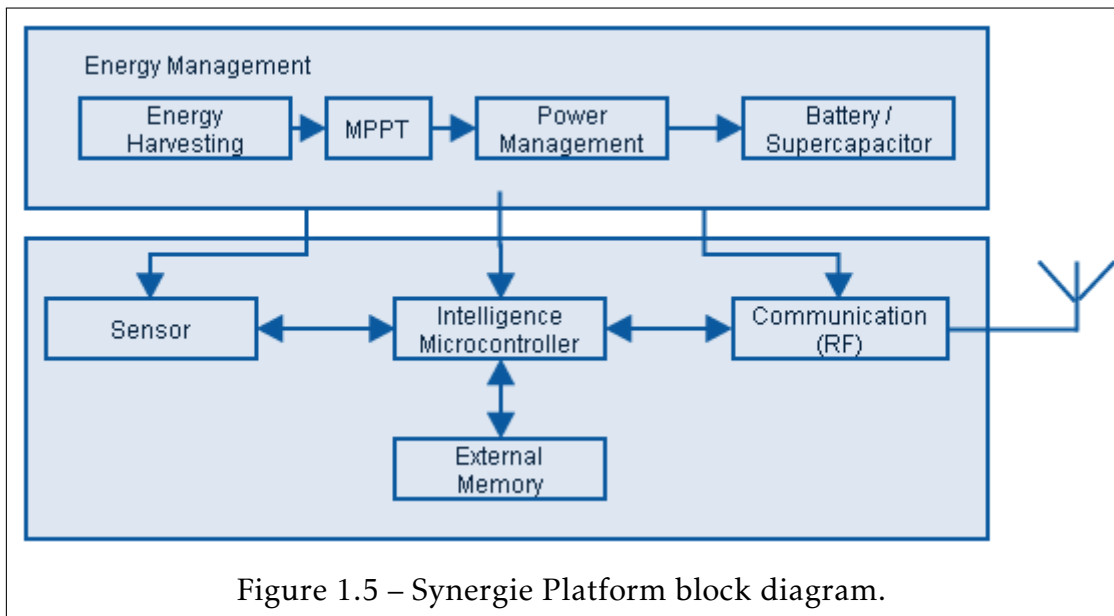 Energy Management
Energy
Harvesting
MPPT
Power
Management
Battery /
Supercapacitor
Sensor
Intelligence
Microcontroller
Communication
(RF)
External
Memory
Figure 1.5 – Synergie Platform block diagram.